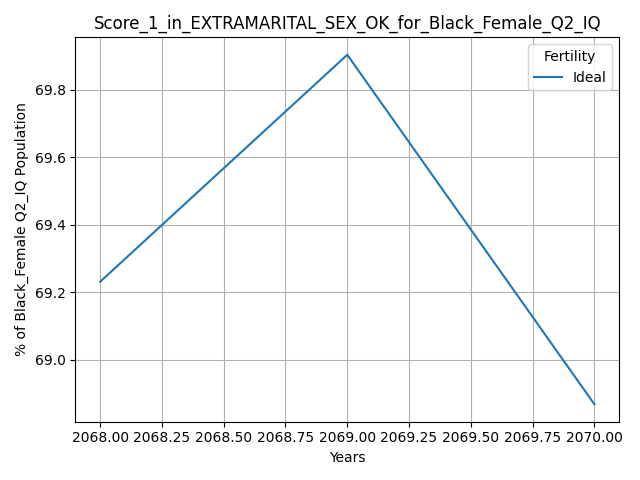 Score_1_in_EXTRAMARITAL_SEX_OK_for_Black_Female_Q2_IQ
Fertility
Ideal
% of Black_Female Q2_IQ Population
69.8
69.6
69.4
69.2
69.0
2068.00 2068.25 2068.50 2068.75 2069.00 2069.25 2069.50 2069.75 2070.00
Years